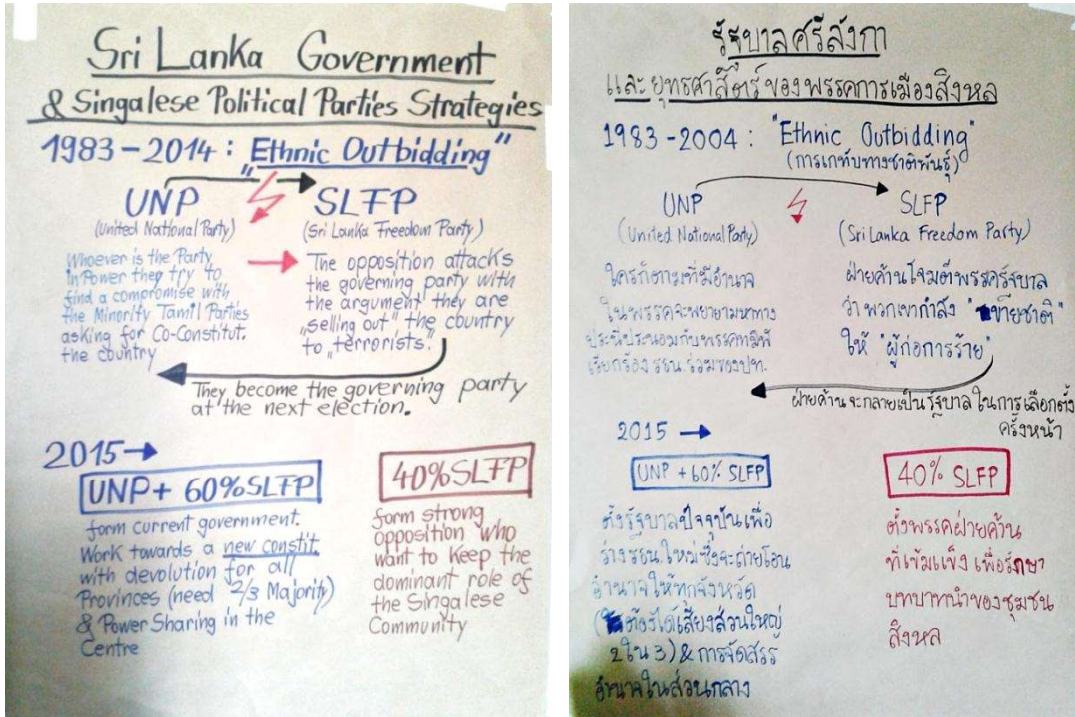 Sri Lanka Government
& Singalese Political Parties Strategies
1983-2014: "Ethnic Outbidding"
UNP
(United National Party)
Whoever is the Party
in Power they try to
find a compromise with
the Minority Tamil Parties
asking for Co-Constitut.
the country
SLFP
(Sri Lanka Freedom Party)
The opposition attacks
the governing party with
the argument they are
„selling out" the country
to „terrorists."
They become the governing party
at the next election.
2015→
UNP + 60% SLFP
form current government.
Work towards a new constit.
with devolution for all
Provinces (need 2/3 Majority)
& Power Sharing in the
Centre
40% SLFP
form strong
opposition who
want to keep the
dominant role of
the Singalese
Community
รัฐบาลศรีลังกา
และ ยุทธศาสตร์ของพรรคการเมืองสิงหล
1983-2004: "Ethnic Outbidding"
(การเกทับทางชาติพันธุ์)
UNP
(United National Party)
ใครก็ตามที่มีอำนาจ
ในพรรคจะพยายามหาทาง
ประนีประนอมกับพรรคทมิฬ
เรียกร้อง รธน. ร่วมของปท.
SLFP
(Sri Lanka Freedom Party)
ฝ่ายค้านโจมตีพรรครัฐบาล
ว่าพวกเขากำลัง "ขายชาติ"
ให้ "ผู้ก่อการร้าย"
ฝ่ายค้านจะกลายเป็นรัฐบาลในการเลือกตั้ง
ครั้งหน้า
2015 →
UNP + 60% SLFP
ตั้งรัฐบาลปัจจุบันเพื่อ
ร่างรธน.ใหม่ซึ่งจะถ่ายโอน
อำนาจให้ทุกจังหวัด
(ต้องได้เสียงส่วนใหญ่
2 ใน 3) & การจัดสรร
อำนาจในส่วนกลาง
40% SLFP
ตั้งพรรคฝ่ายค้าน
ที่เข้มแข็ง เพื่อรักษา
บทบาทนำของชุมชน
สิงหล